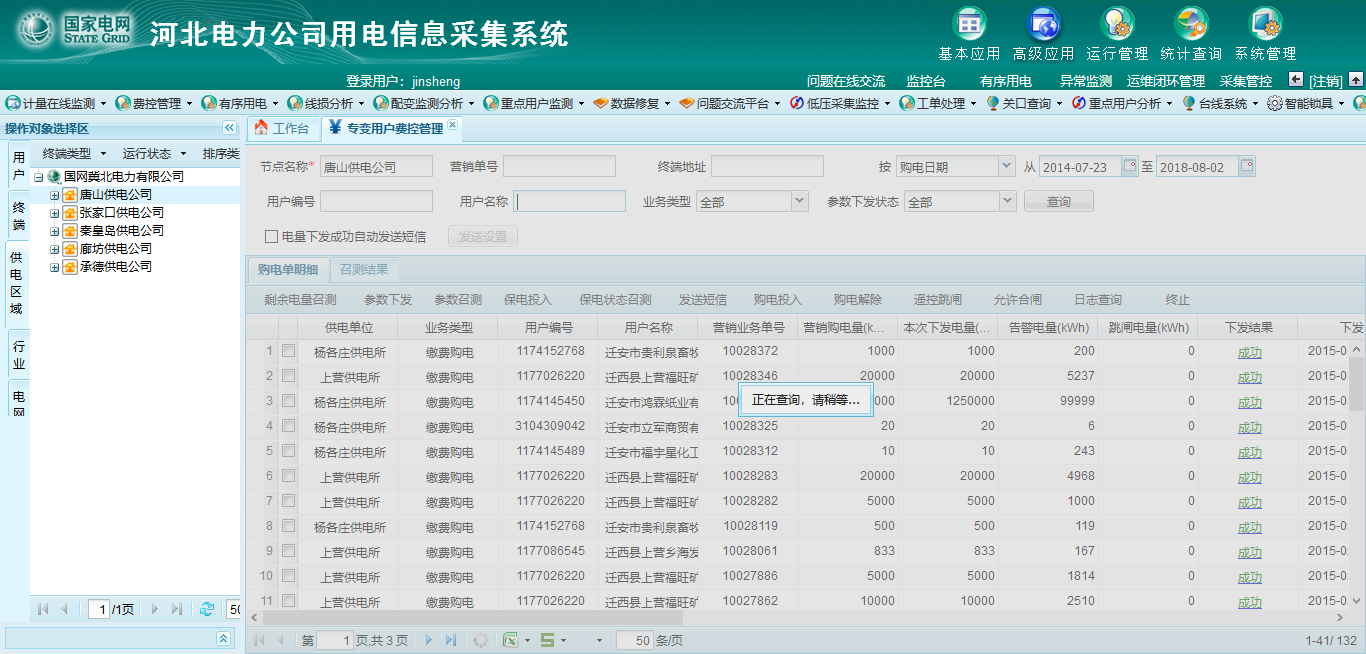 国家电网
STATE GRID
河北电力公司用电信息采集系统
基本应用 高级应用 运行管理 统计查询 系统管理
登录用户： jinsheng
问题在线交流 监控台 有序用电 异常监测 运维闭环管理 采集管控 [注销]
计量在线监测 费控管理 有序用电 线损分析 配变监测分析 重点用户监测 数据修复 问题交流平台 低压采集监控 工单处理 关口查询 重点用户分析 台线系统 智能锁具
操作对象选择区
工作台 专变用户费控管理
用户
终端
供电区域
行业
电网
终端类型 运行状态 排序类
国网冀北电力有限公司
唐山供电公司
张家口供电公司
秦皇岛供电公司
廊坊供电公司
承德供电公司
1 /1页 50
节点名称* 唐山供电公司 营销单号 终端地址 按 购电日期 从 2014-07-23 至 2018-08-02
用户编号 用户名称 业务类型 全部 参数下发状态 全部 查询
电量下发成功自动发送短信 发送设置
购电单明细 召测结果
剩余电量召测 参数下发 参数召测 保电投入 保电状态召测 发送短信 购电投入 购电解除 遥控跳闸 允许合闸 日志查询 终止
供电单位 业务类型 用户编号 用户名称 营销业务单号 营销购电量(k... 本次下发电量(... 告警电量(kWh) 跳闸电量(kWh) 下发结果 下发
1 杨各庄供电所 缴费购电 1174152768 迁安市贵利泉畜牧 10028372 1000 1000 200 0 成功 2015-0
2 上营供电所 缴费购电 1177026220 迁西县上营福旺矿 10028346 20000 20000 5237 0 成功 2015-0
3 杨各庄供电所 缴费购电 1174145450 迁安市鸿霖纸业有 100 000 1250000 99999 0 成功 2015-0
正在查询，请稍等...
4 杨各庄供电所 缴费购电 3104309042 迁安市立军商贸有 10028325 20 20 6 0 成功 2015-0
5 杨各庄供电所 缴费购电 1174145489 迁安市福宇星化工 10028312 10 10 243 0 成功 2015-0
6 上营供电所 缴费购电 1177026220 迁西县上营福旺矿 10028283 20000 20000 4968 0 成功 2015-0
7 上营供电所 缴费购电 1177026220 迁西县上营福旺矿 10028282 5000 5000 1000 0 成功 2015-0
8 杨各庄供电所 缴费购电 1174152768 迁安市贵利泉畜牧 10028119 500 500 119 0 成功 2015-0
9 上营供电所 缴费购电 1177086545 迁西县上营乡海发 10028061 833 833 167 0 成功 2015-0
10 上营供电所 缴费购电 1177026220 迁西县上营福旺矿 10027886 5000 5000 1814 0 成功 2015-0
11 上营供电所 缴费购电 1177026220 迁西县上营福旺矿 10027862 10000 10000 2510 0 成功 2015-0
第 1 页,共 3 页 50 条/页 1-41/ 132